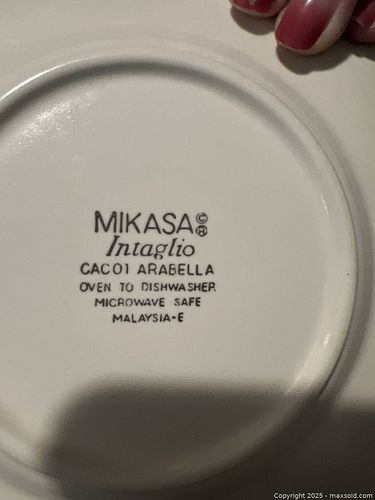 MIKASA©®
Intaglio
CAC01 ARABELLA
OVEN TO DISHWASHER
MICROWAVE SAFE
MALAYSIA-E
Copyright 2025 - maxsold.com